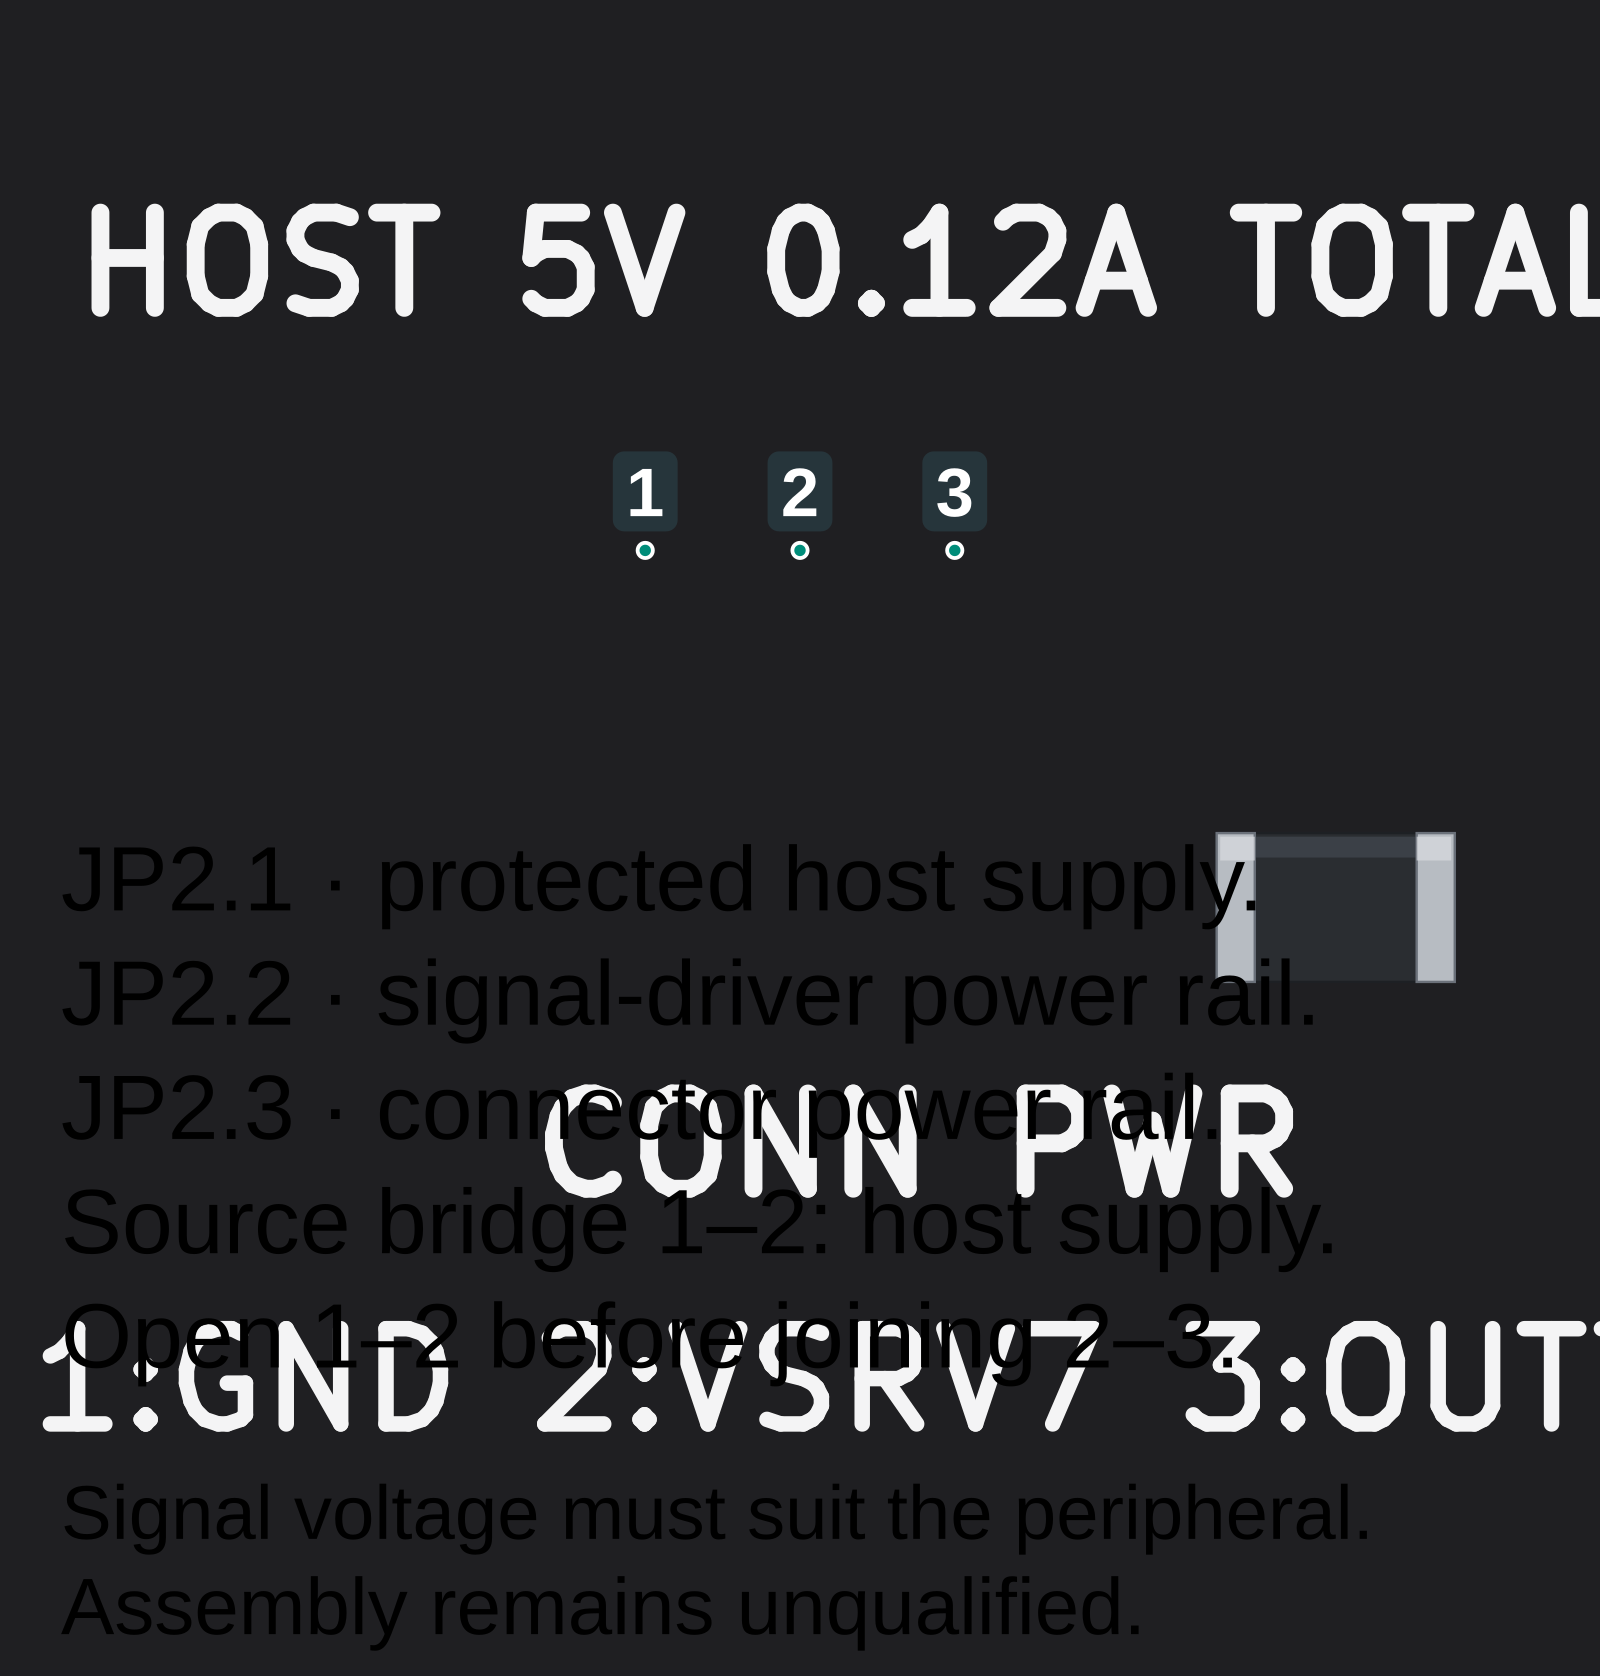 HOST 5V 0.12A TOTAL
1 2 3
JP2.1 · protected host supply.
JP2.2 · signal-driver power rail.
JP2.3 · connector power rail.
CONN PWR
Source bridge 1–2: host supply.
Open 1–2 before joining 2–3.
1:GND 2:VSRV7 3:OUT
Signal voltage must suit the peripheral.
Assembly remains unqualified.